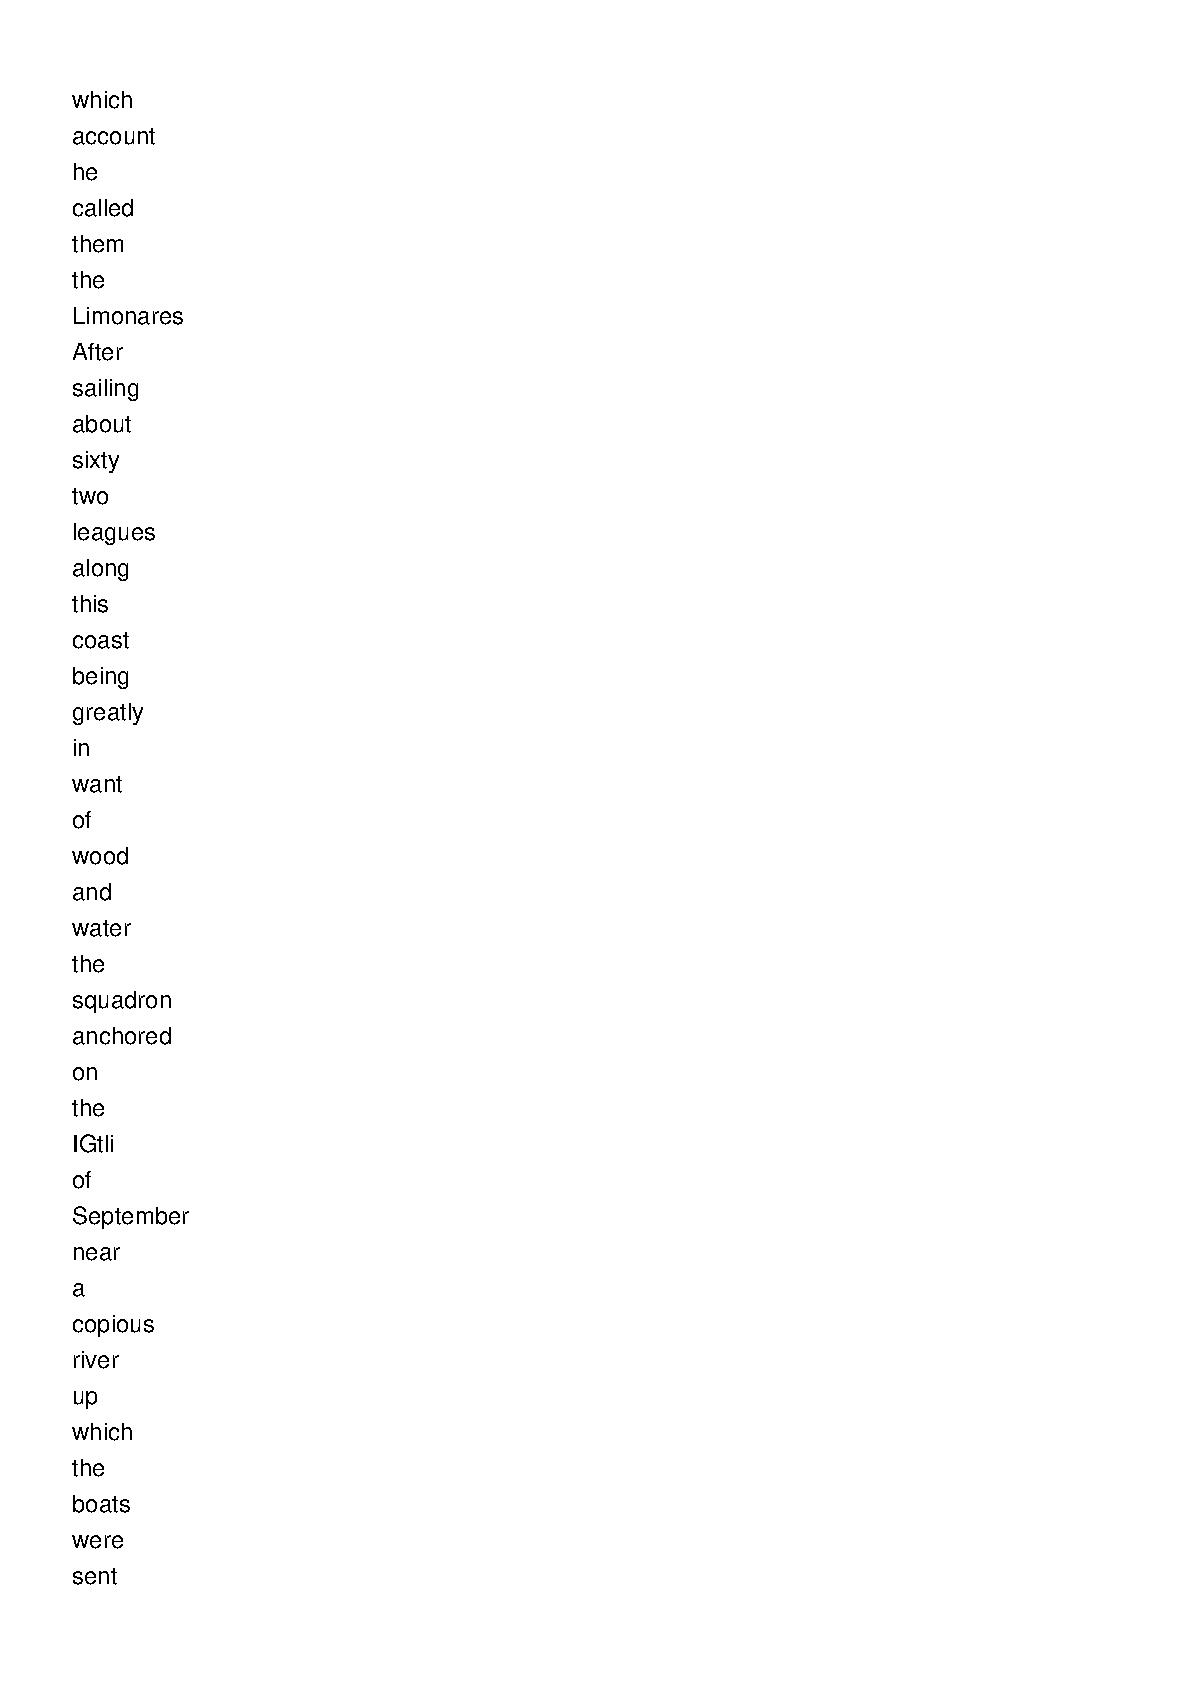 which
account
he
called
them
the
Limonares
After
sailing
about
sixty
two
leagues
along
this
coast
being
greatly
in
want
of
wood
and
water
the
squadron
anchored
on
the
IGtli
of
September
near
a
copious
river
up
which
the
boats
were
sent